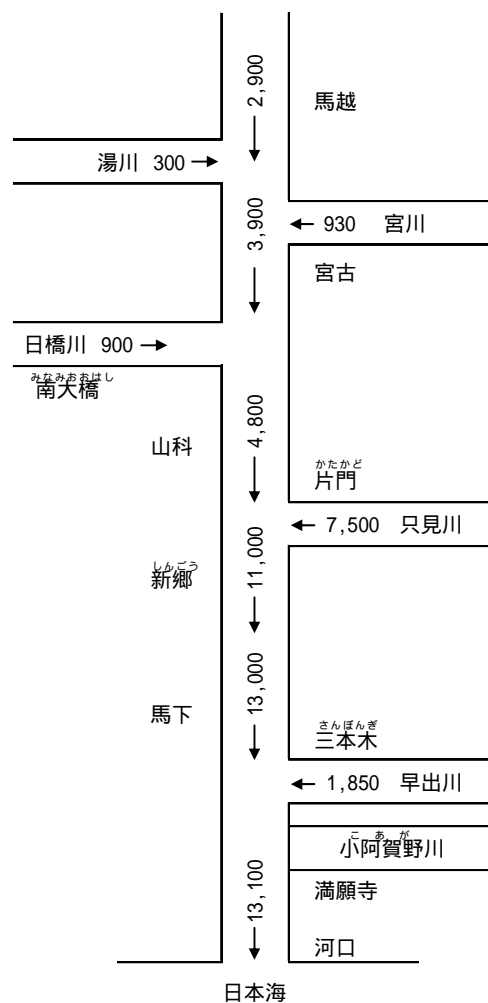 2,900
馬越
湯川 300 →
3,900
← 930 宮川
宮古
日橋川 900 →
みなみおおはし
南大橋
4,800
山科
かたかど
片門
← 7,500 只見川
11,000
しんごう
新郷
13,000
馬下
さんぼんぎ
三本木
← 1,850 早出川
こあが
小阿賀野川
13,100
満願寺
河口
日本海